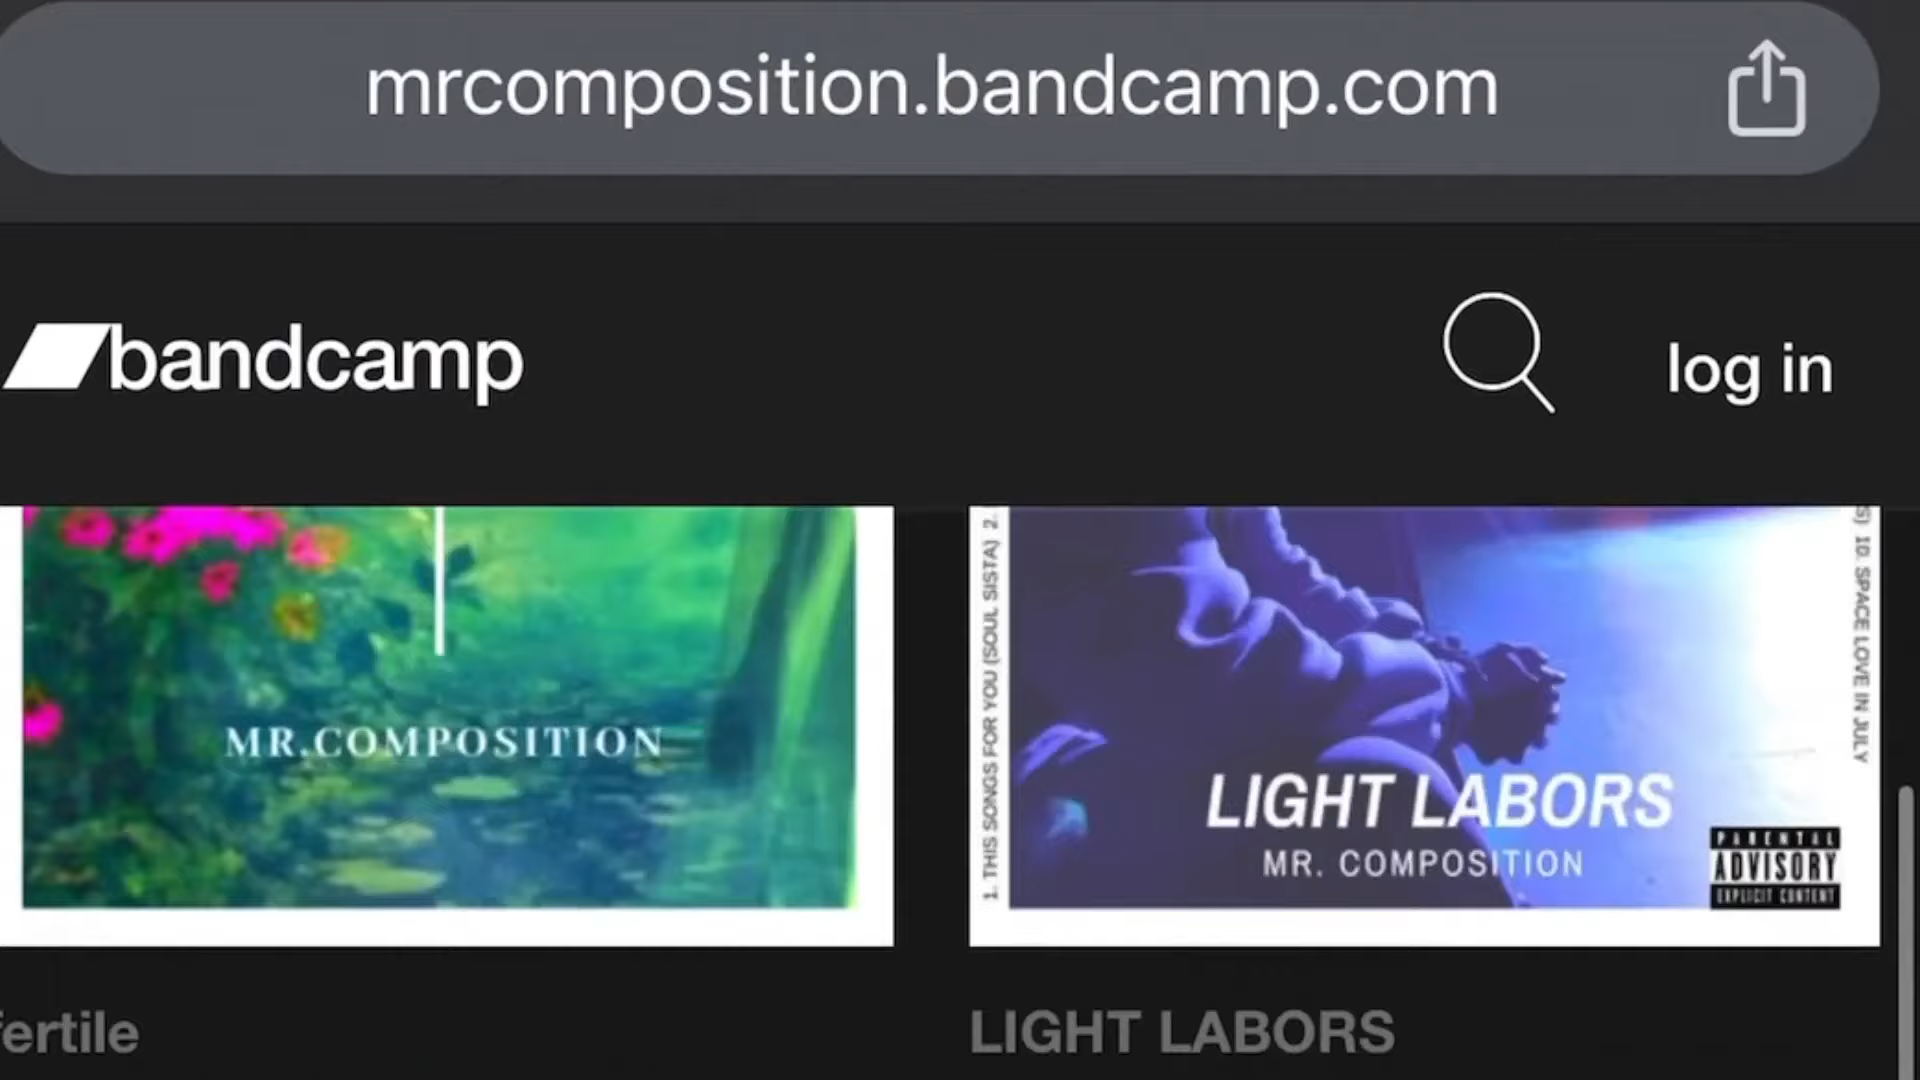 mrcomposition.bandcamp.com
bandcamp
log in
MR.COMPOSITION
1. THIS SONGS FOR YOU (SOUL SISTA) 2.
S) 10. SPACE LOVE IN JULY
LIGHT LABORS
MR. COMPOSITION
PARENTAL
ADVISORY
EXPLICIT CONTENT
fertile
LIGHT LABORS